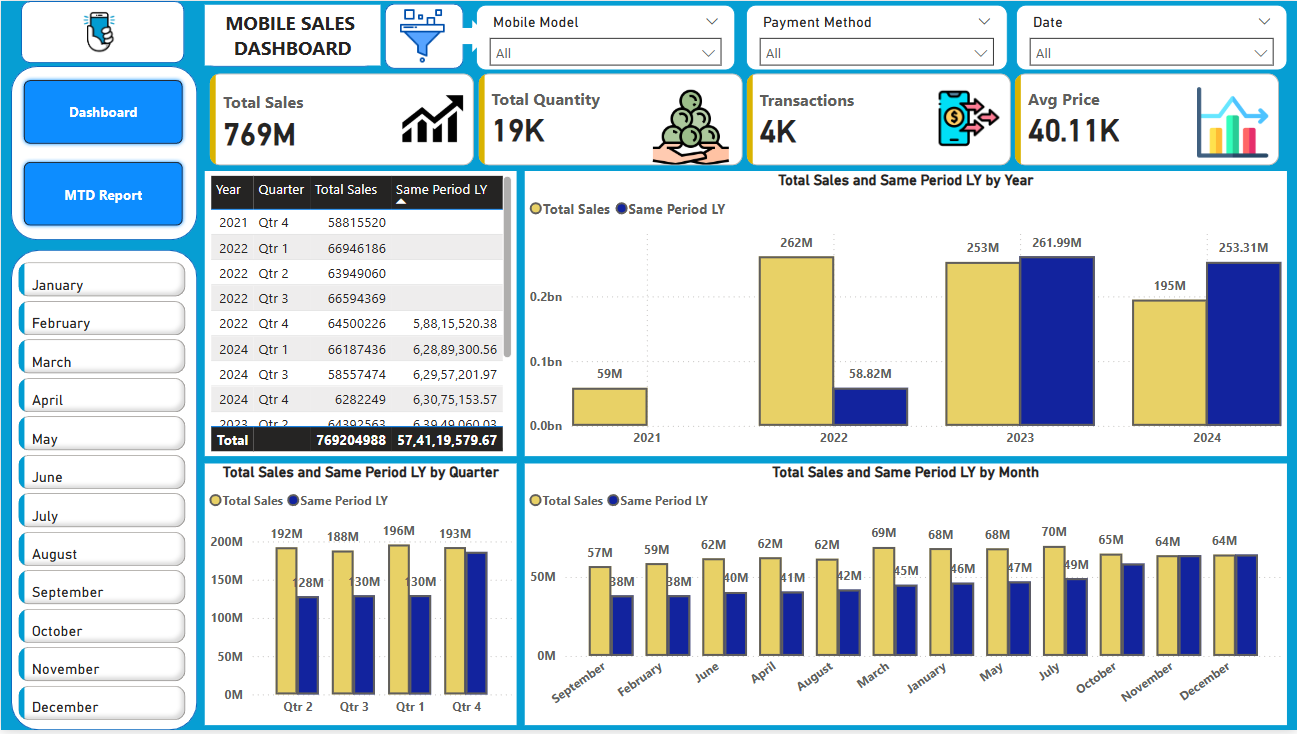 MOBILE SALES
DASHBOARD
Mobile Model
All
Payment Method
All
Date
All
Dashboard
MTD Report
Total Sales
769M
Total Quantity
19K
Transactions
4K
Avg Price
40.11K
January
February
March
April
May
June
July
August
September
October
November
December
Year Quarter Total Sales Same Period LY
2021 Qtr 4 58815520
2022 Qtr 1 66946186
2022 Qtr 2 63949060
2022 Qtr 3 66594369
2022 Qtr 4 64500226 5,88,15,520.38
2024 Qtr 1 66187436 6,28,89,300.56
2024 Qtr 3 58557474 6,29,57,201.97
2024 Qtr 4 6282249 6,30,75,153.57
2023 Qtr 2 64392563 6,39,49,060.03
Total 769204988 57,41,19,579.67
Total Sales and Same Period LY by Year
Total Sales Same Period LY
262M
253M
261.99M
195M
253.31M
0.2bn
0.1bn
59M
58.82M
0.0bn
2021 2022 2023 2024
Total Sales and Same Period LY by Quarter
Total Sales Same Period LY
192M 188M 196M 193M
200M
150M
128M 130M 130M
100M
50M
0M
Qtr 2 Qtr 3 Qtr 1 Qtr 4
Total Sales and Same Period LY by Month
Total Sales Same Period LY
57M 59M 62M 62M 62M 69M 68M 68M 70M 65M 64M 64M
50M
38M 38M 40M 41M 42M 45M 46M 47M 49M
0M
September February June April August March January May July October November December